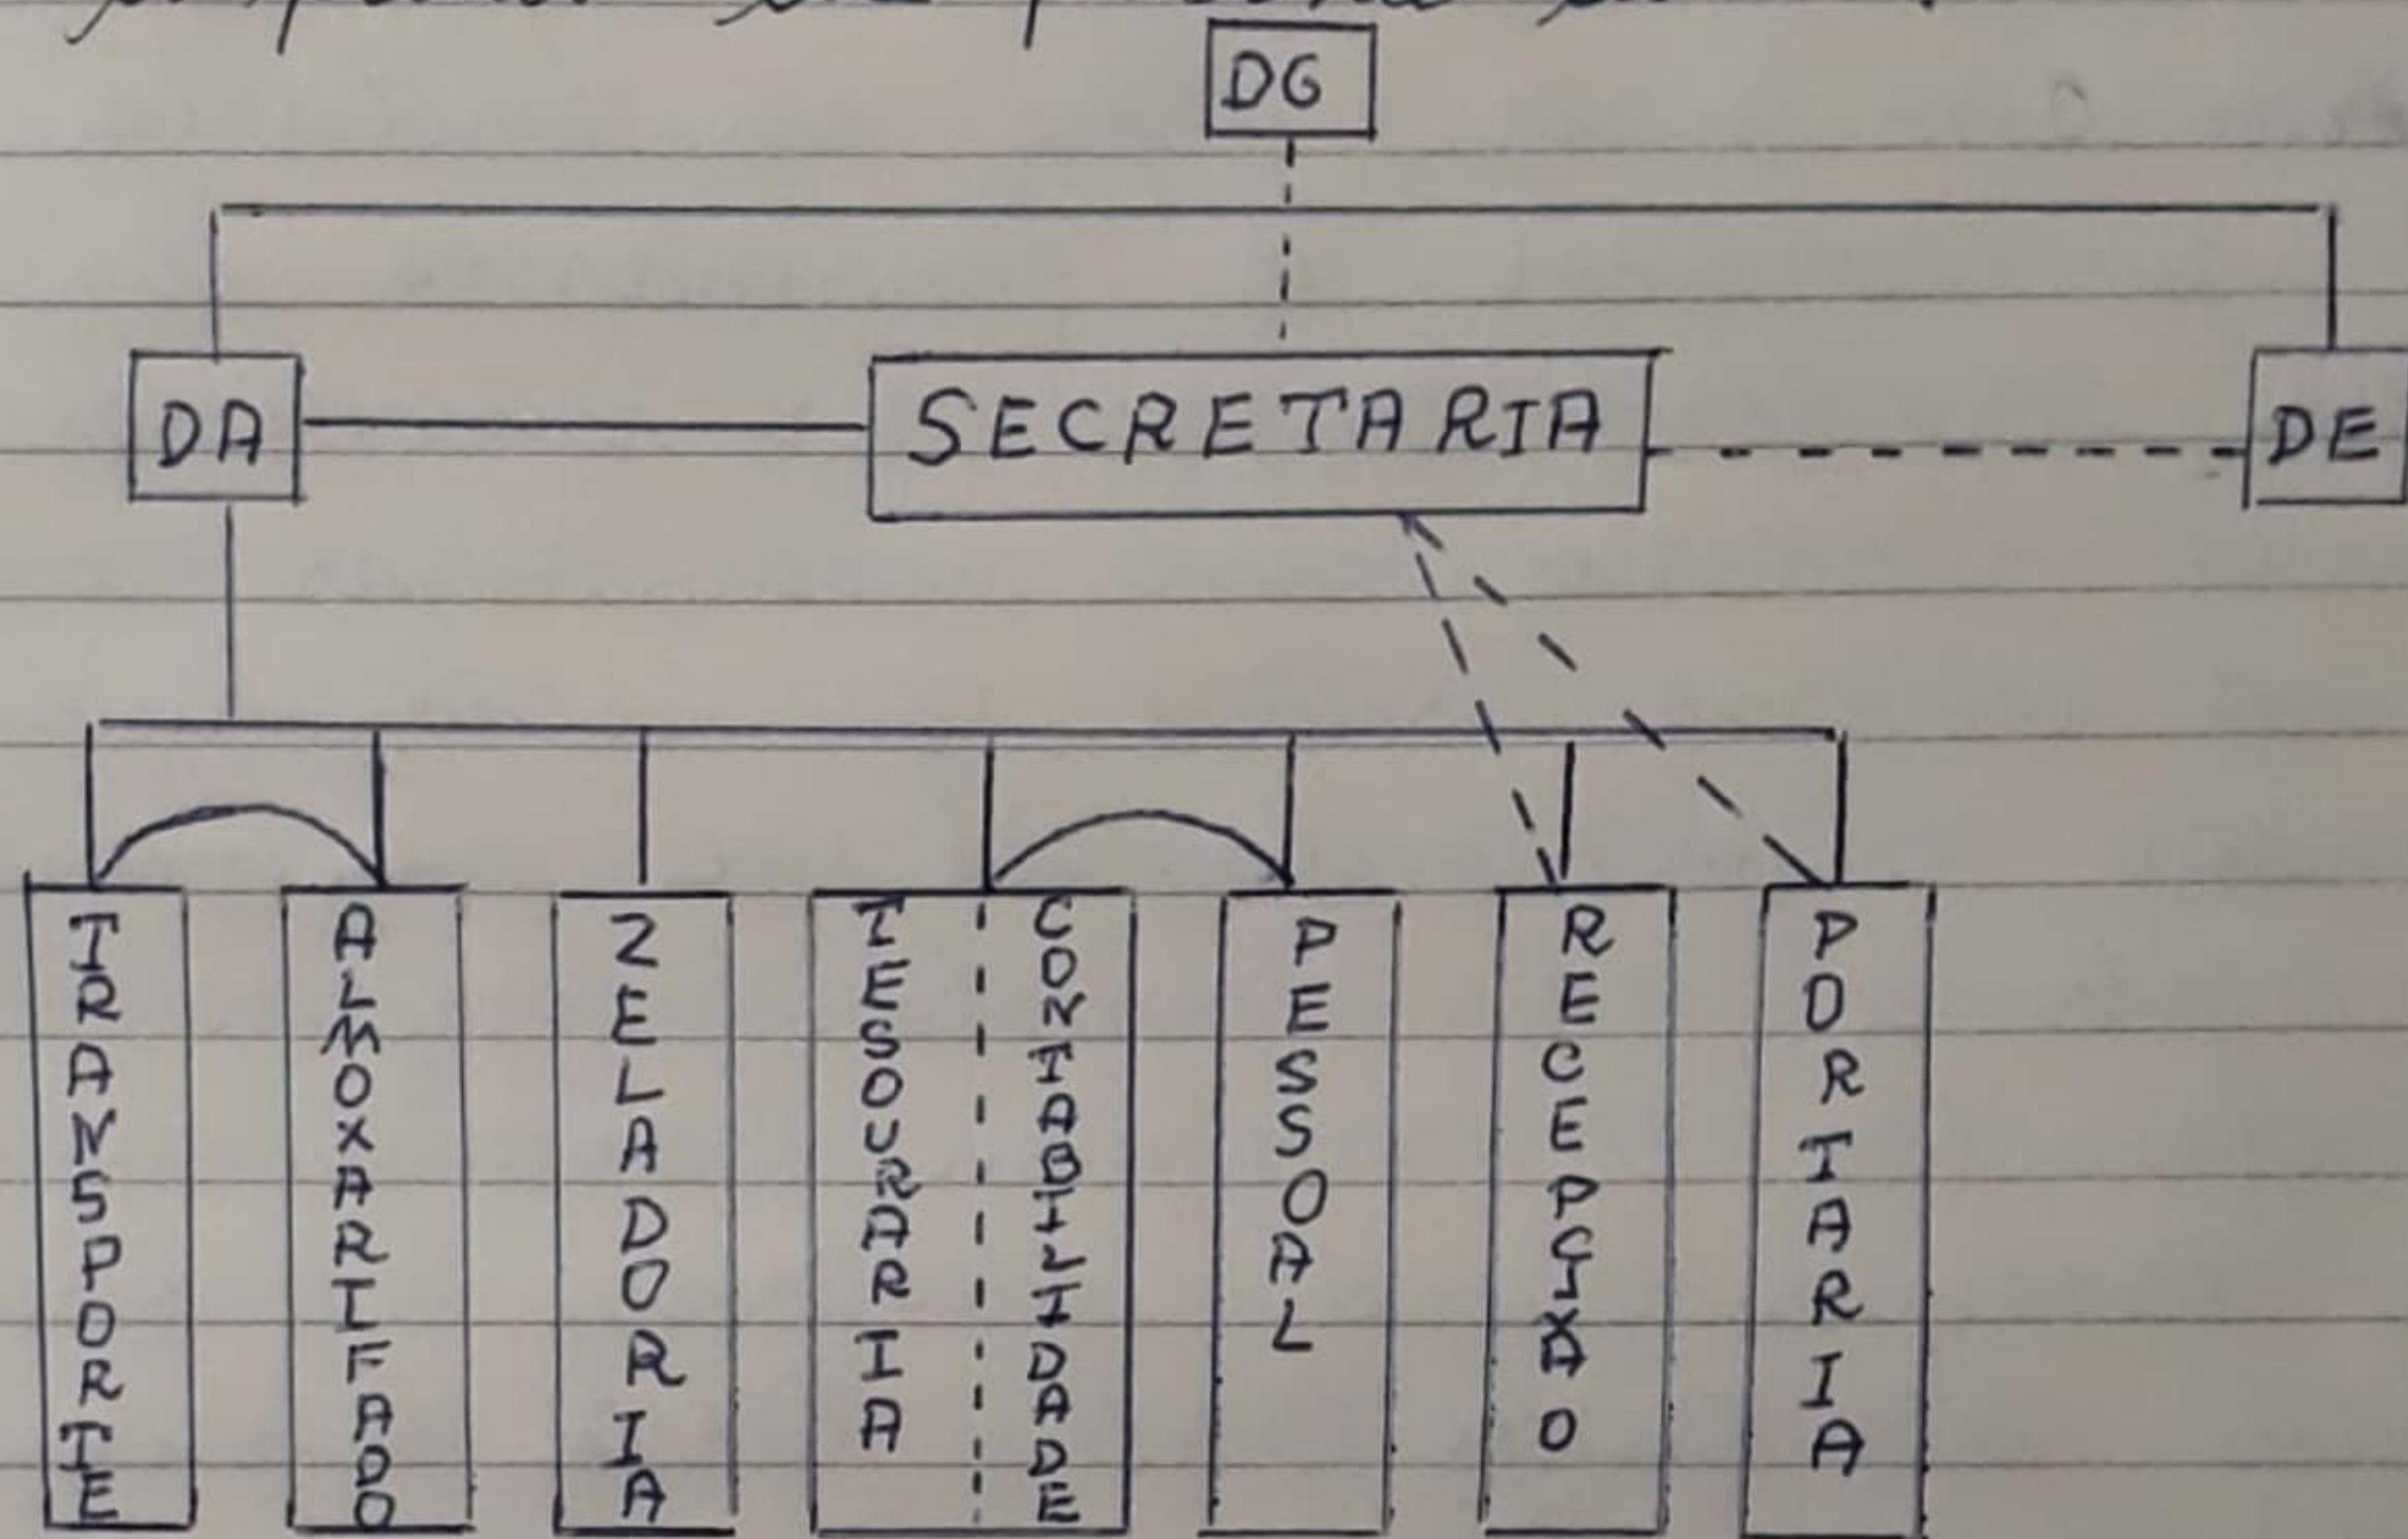 DG
DA
SECRETARIA
DE
TRANSPORTE
ALMOXARIFADO
ZELADORIA
TESOURARIA
CONTABILIDADE
PESSOAL
RECEPÇÃO
PORTARIA